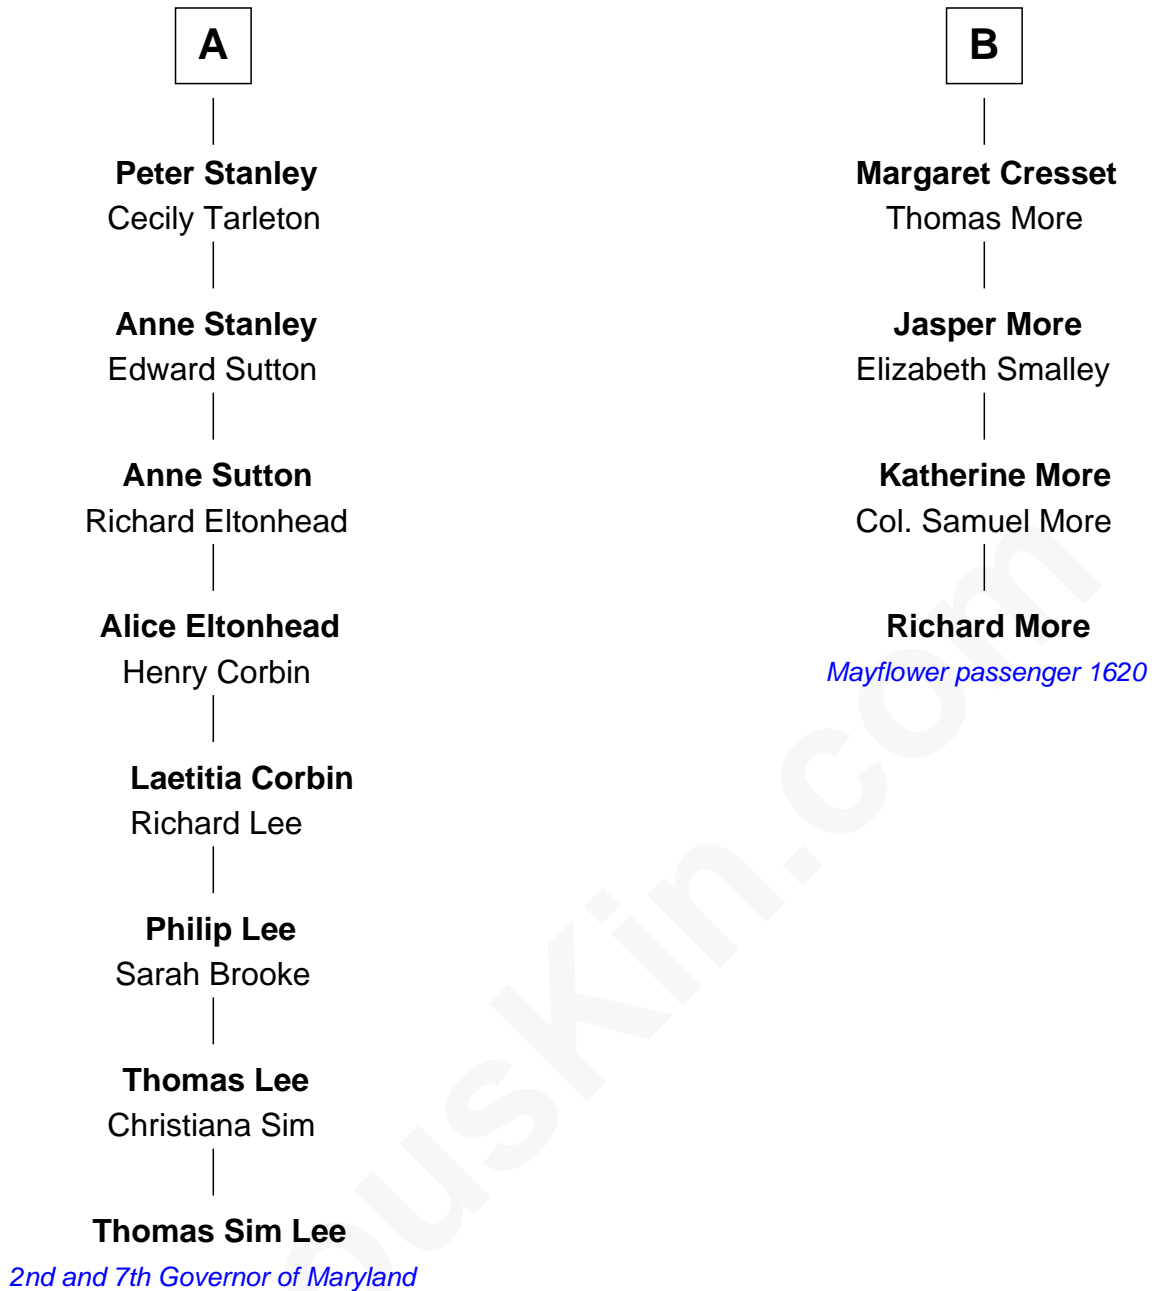 A
Peter Stanley
Cecily Tarleton
Anne Stanley
Edward Sutton
Anne Sutton
Richard Eltonhead
Alice Eltonhead
Henry Corbin
Laetitia Corbin
Richard Lee
Philip Lee
Sarah Brooke
Thomas Lee
Christiana Sim
Thomas Sim Lee
2nd and 7th Governor of Maryland
B
Margaret Cresset
Thomas More
Jasper More
Elizabeth Smalley
Katherine More
Col. Samuel More
Richard More
Mayflower passenger 1620
ousKin.com